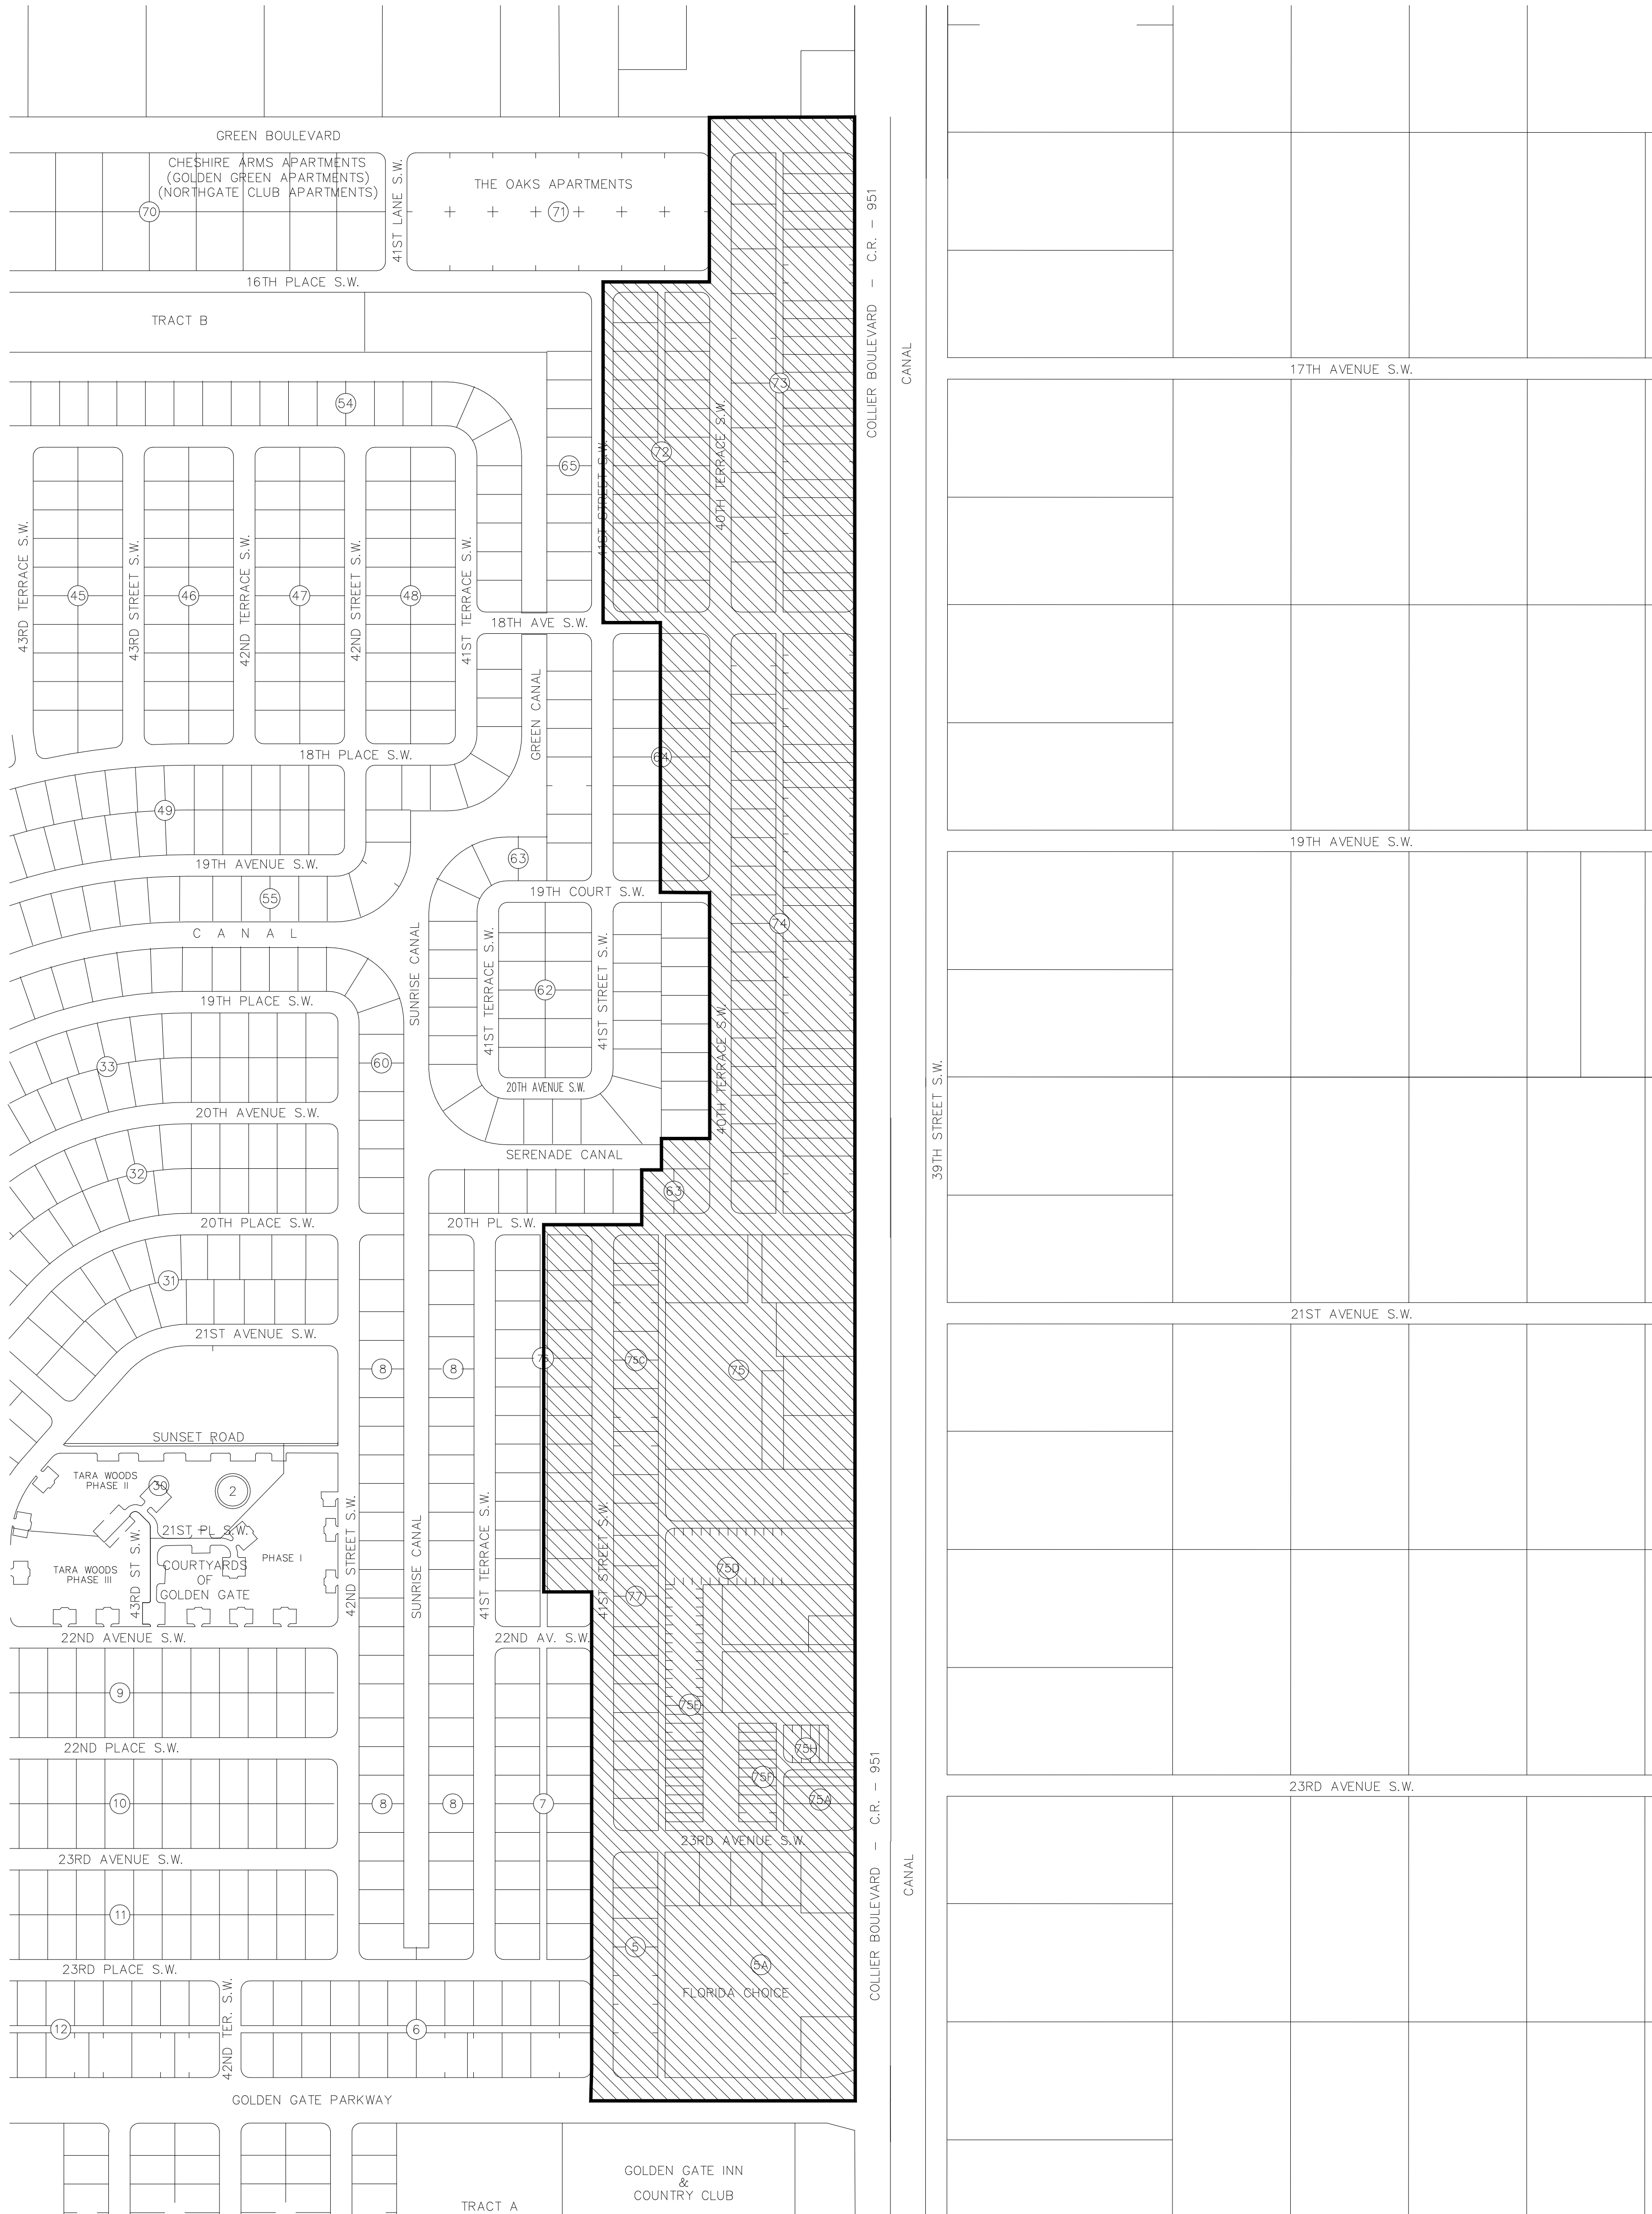 GREEN BOULEVARD
CHESHIRE ARMS APARTMENTS
(GOLDEN GREEN APARTMENTS)
(NORTHGATE CLUB APARTMENTS)
70
41ST LANE S.W.
THE OAKS APARTMENTS
71
16TH PLACE S.W.
TRACT B
COLLIER BOULEVARD - C.R. - 951
CANAL
17TH AVENUE S.W.
73
54
40TH TERRACE S.W.
72
65
41ST STREET S.W.
43RD TERRACE S.W.
45
43RD STREET S.W.
46
42ND TERRACE S.W.
47
42ND STREET S.W.
48
41ST TERRACE S.W.
18TH AVE S.W.
GREEN CANAL
18TH PLACE S.W.
64
49
19TH AVENUE S.W.
19TH AVENUE S.W.
63
19TH COURT S.W.
55
C A N A L
74
SUNRISE CANAL
41ST TERRACE S.W.
62
41ST STREET S.W.
19TH PLACE S.W.
40TH TERRACE S.W.
33
60
20TH AVENUE S.W.
20TH AVENUE S.W.
39TH STREET S.W.
SERENADE CANAL
32
63
20TH PLACE S.W.
20TH PL S.W.
31
21ST AVENUE S.W.
21ST AVENUE S.W.
8
8
76
75C
75
SUNSET ROAD
TARA WOODS
PHASE II
30
2
21ST PL S.W.
43RD ST S.W.
PHASE I
TARA WOODS
PHASE III
COURTYARDS
OF
GOLDEN GATE
42ND STREET S.W.
SUNRISE CANAL
41ST TERRACE S.W.
41ST STREET S.W.
75D
77
22ND AVENUE S.W.
22ND AV. S.W.
9
75E
22ND PLACE S.W.
75H
75F
75A
10
8
8
7
COLLIER BOULEVARD - C.R. - 951
23RD AVENUE S.W.
23RD AVENUE S.W.
23RD AVENUE S.W.
CANAL
11
5
5A
FLORIDA CHOICE
23RD PLACE S.W.
12
42ND TER. S.W.
6
GOLDEN GATE PARKWAY
GOLDEN GATE INN
&
COUNTRY CLUB
TRACT A